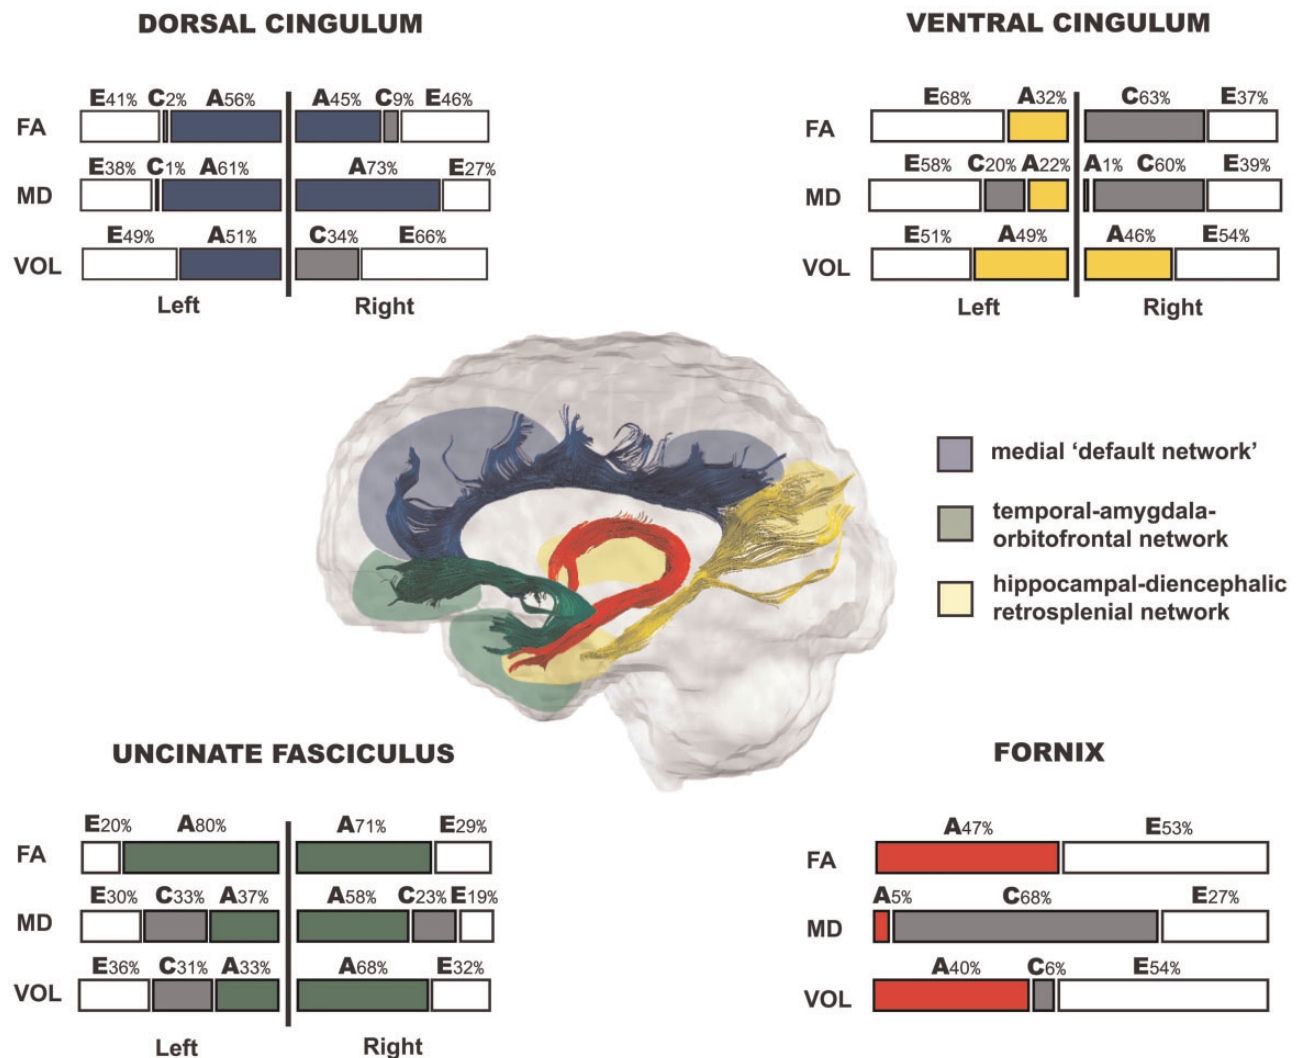 DORSAL CINGULUM
E41% C2% A56% A45% C9% E46%
FA
E38% C1% A61% A73% E27%
MD
E49% A51% C34% E66%
VOL
Left Right
VENTRAL CINGULUM
E68% A32% C63% E37%
FA
E58% C20% A22% A1% C60% E39%
MD
E51% A49% A46% E54%
VOL
Left Right
medial ‘default network’
temporal-amygdala-
orbitofrontal network
hippocampal-diencephalic
retrosplenial network
UNCINATE FASCICULUS
E20% A80% A71% E29%
FA
E30% C33% A37% A58% C23% E19%
MD
E36% C31% A33% A68% E32%
VOL
Left Right
FORNIX
A47% E53%
FA
A5% C68% E27%
MD
A40% C6% E54%
VOL